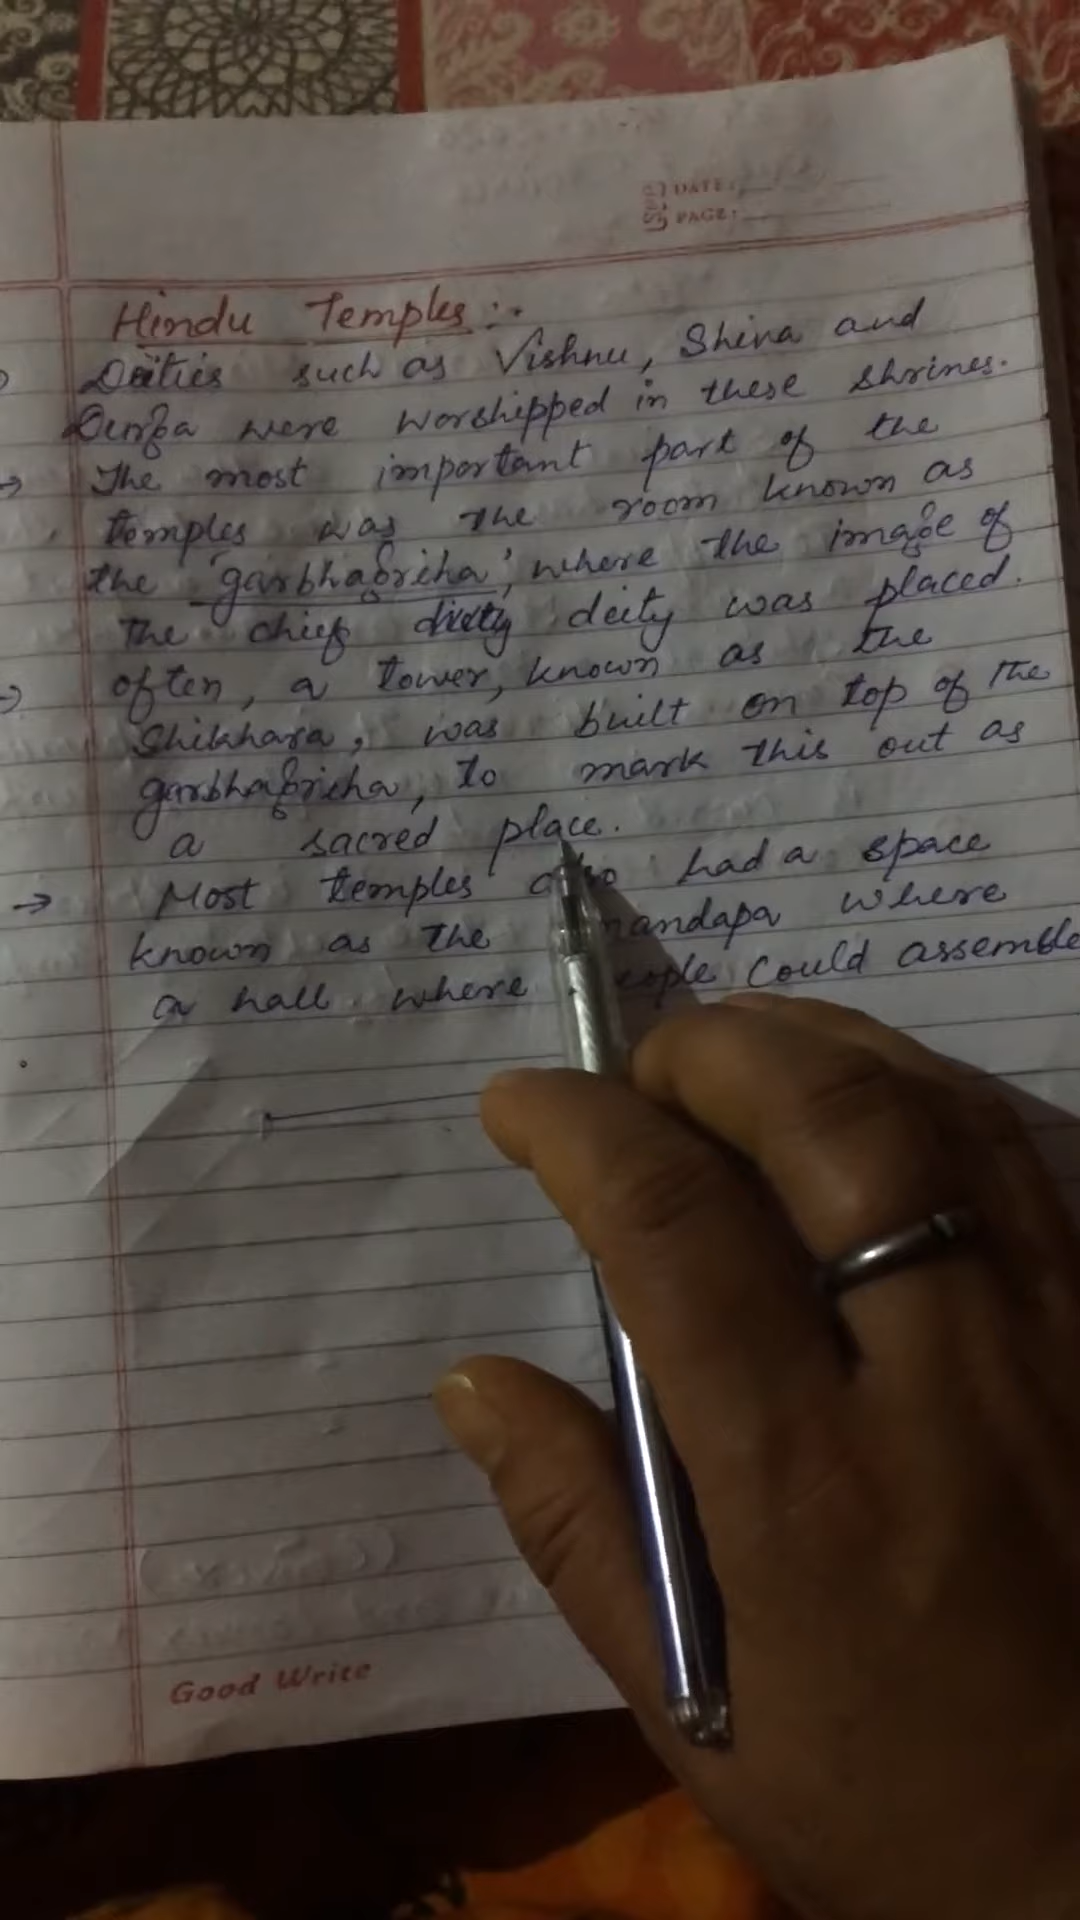 DATE:
PAGE:
Hindu Temples :-
Deities such as Vishnu, Shiva and
Durga were worshipped in these shrines.
→ The most important part of the
temples was the room known as
the 'garbhagriha', where the image of
the chief deity was placed.
→ often, a tower, known as the
Shikhara, was built on top of the
garbhagriha, to mark this out as
a sacred place.
→ Most temples also had a space
known as the mandapa where
a hall where people could assemble
Good Write